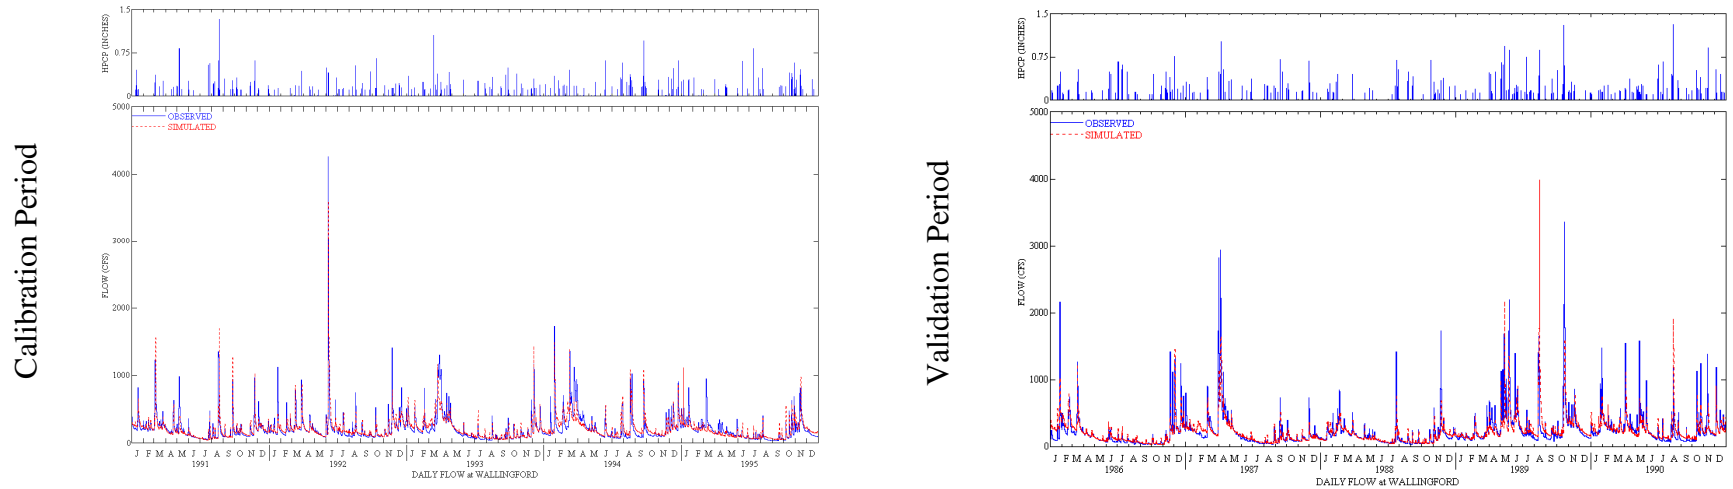 Calibration Period
1.5
0.75
0
HPCP (INCHES)
5000
4000
3000
2000
1000
0
FLOW (CFS)
OBSERVED
SIMULATED
J F M A M J J A S O N D J F M A M J J A S O N D J F M A M J J A S O N D J F M A M J J A S O N D J F M A M J J A S O N D
1991 1992 1993 1994 1995
DAILY FLOW at WALLINGFORD
Validation Period
1.5
0.75
0
HPCP (INCHES)
5000
4000
3000
2000
1000
0
FLOW (CFS)
OBSERVED
SIMULATED
J F M A M J J A S O N D J F M A M J J A S O N D J F M A M J J A S O N D J F M A M J J A S O N D J F M A M J J A S O N D
1986 1987 1988 1989 1990
DAILY FLOW at WALLINGFORD